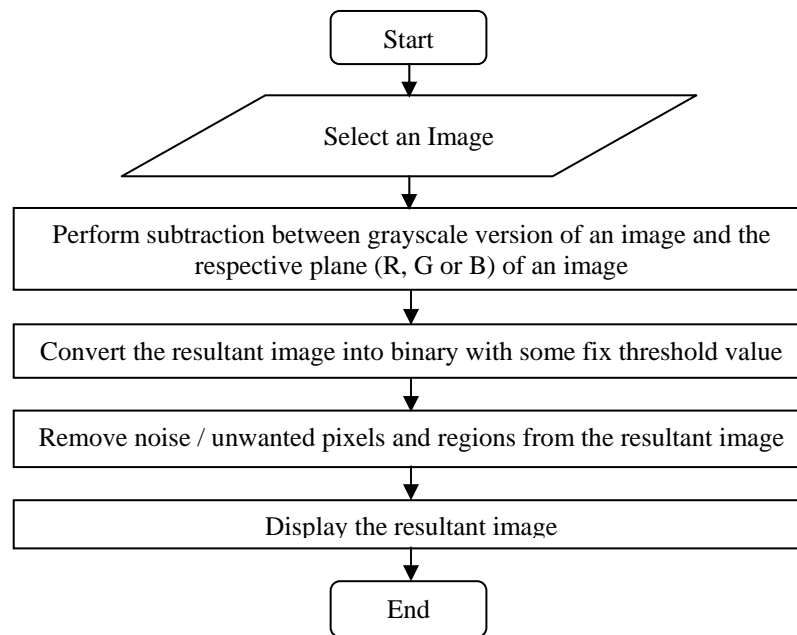 Start
Select an Image
Perform subtraction between grayscale version of an image and the
respective plane (R, G or B) of an image
Convert the resultant image into binary with some fix threshold value
Remove noise / unwanted pixels and regions from the resultant image
Display the resultant image
End